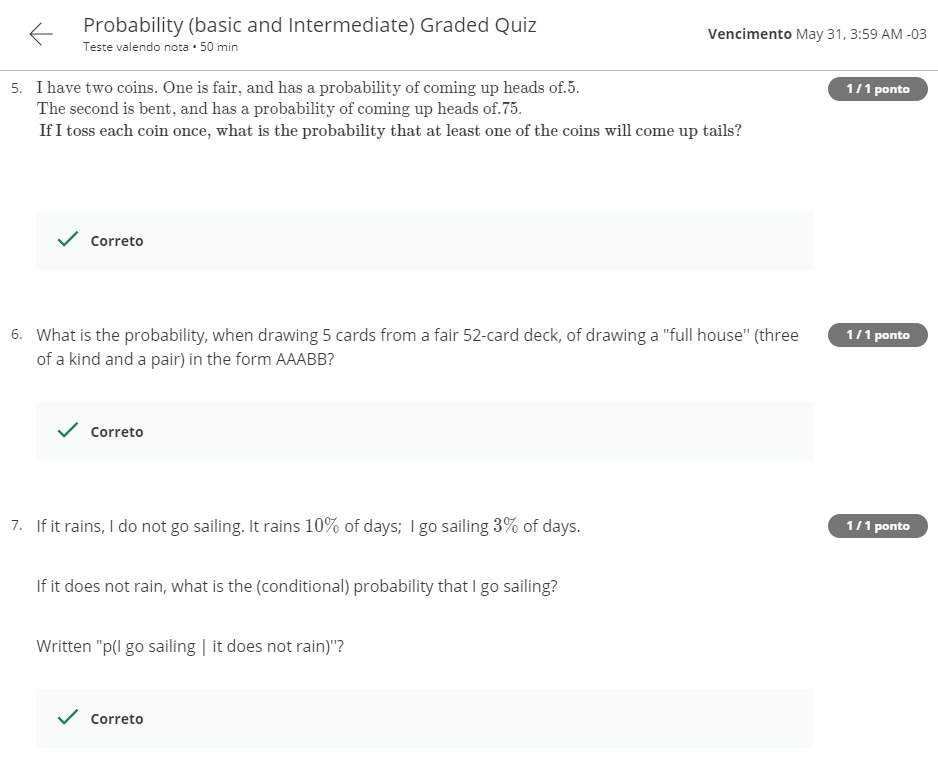 Probability (basic and Intermediate) Graded Quiz
Teste valendo nota • 50 min
Vencimento May 31, 3:59 AM -03
5. I have two coins. One is fair, and has a probability of coming up heads of.5.
1 / 1 ponto
The second is bent, and has a probability of coming up heads of.75.
If I toss each coin once, what is the probability that at least one of the coins will come up tails?
Correto
6. What is the probability, when drawing 5 cards from a fair 52-card deck, of drawing a "full house" (three
1 / 1 ponto
of a kind and a pair) in the form AAABB?
Correto
7. If it rains, I do not go sailing. It rains 10% of days; I go sailing 3% of days.
1 / 1 ponto
If it does not rain, what is the (conditional) probability that I go sailing?
Written "p(I go sailing | it does not rain)"?
Correto